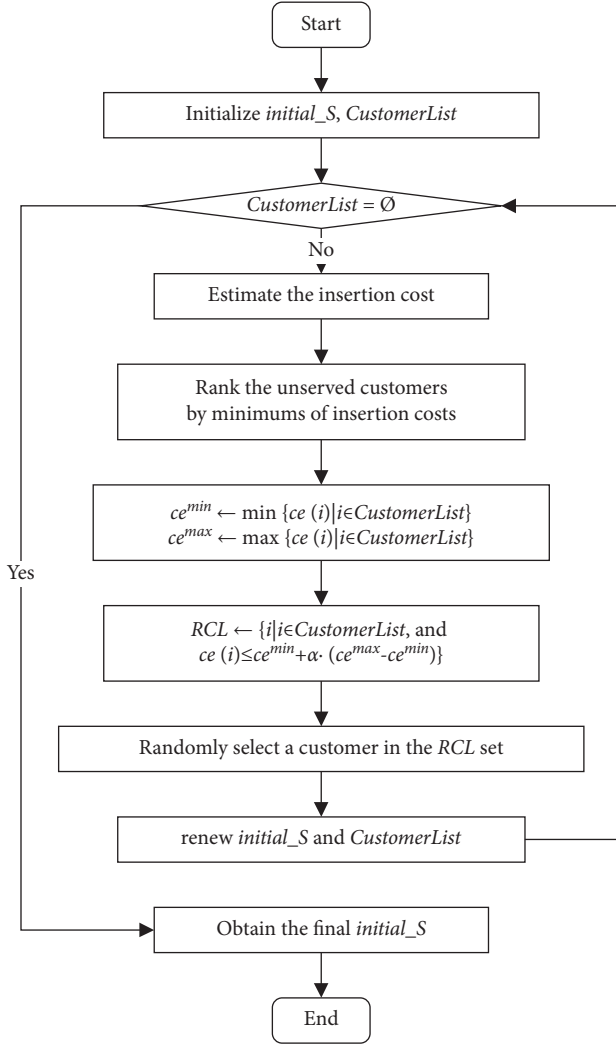 Start
Initialize initial_S, CustomerList
CustomerList = Ø
No
Estimate the insertion cost
Rank the unserved customers
by minimums of insertion costs
ce^min ← min {ce (i)|i∈CustomerList}
ce^max ← max {ce (i)|i∈CustomerList}
Yes
RCL ← {i|i∈CustomerList, and
ce (i)≤ce^min+α· (ce^max-ce^min)}
Randomly select a customer in the RCL set
renew initial_S and CustomerList
Obtain the final initial_S
End